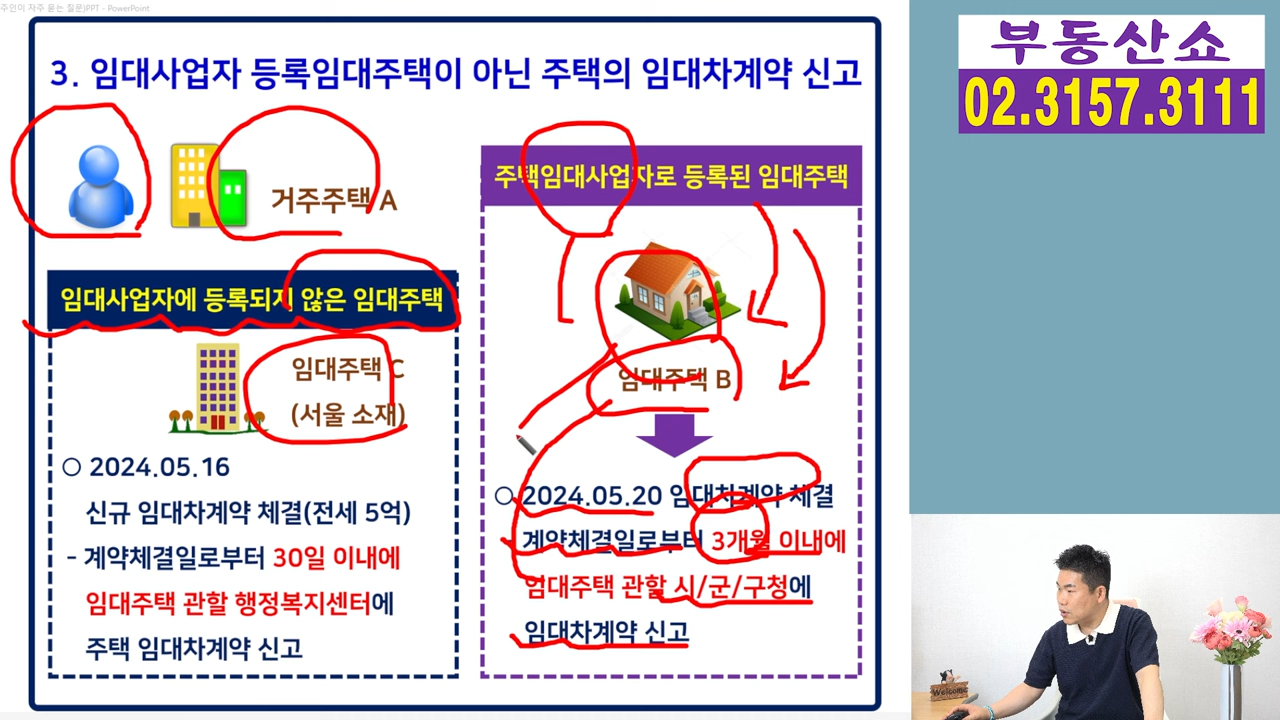 주인이 자주 묻는 질문)PPT - PowerPoint
3. 임대사업자 등록임대주택이 아닌 주택의 임대차계약 신고
거주주택 A
임대사업자에 등록되지 않은 임대주택
임대주택 C
(서울 소재)
○ 2024.05.16
신규 임대차계약 체결(전세 5억)
- 계약체결일로부터 30일 이내에
임대주택 관할 행정복지센터에
주택 임대차계약 신고
주택임대사업자로 등록된 임대주택
임대주택 B
○ 2024.05.20 임대차계약 체결
- 계약체결일로부터 3개월 이내에
임대주택 관할 시/군/구청에
임대차계약 신고
부동산쇼
02.3157.3111
Welcome